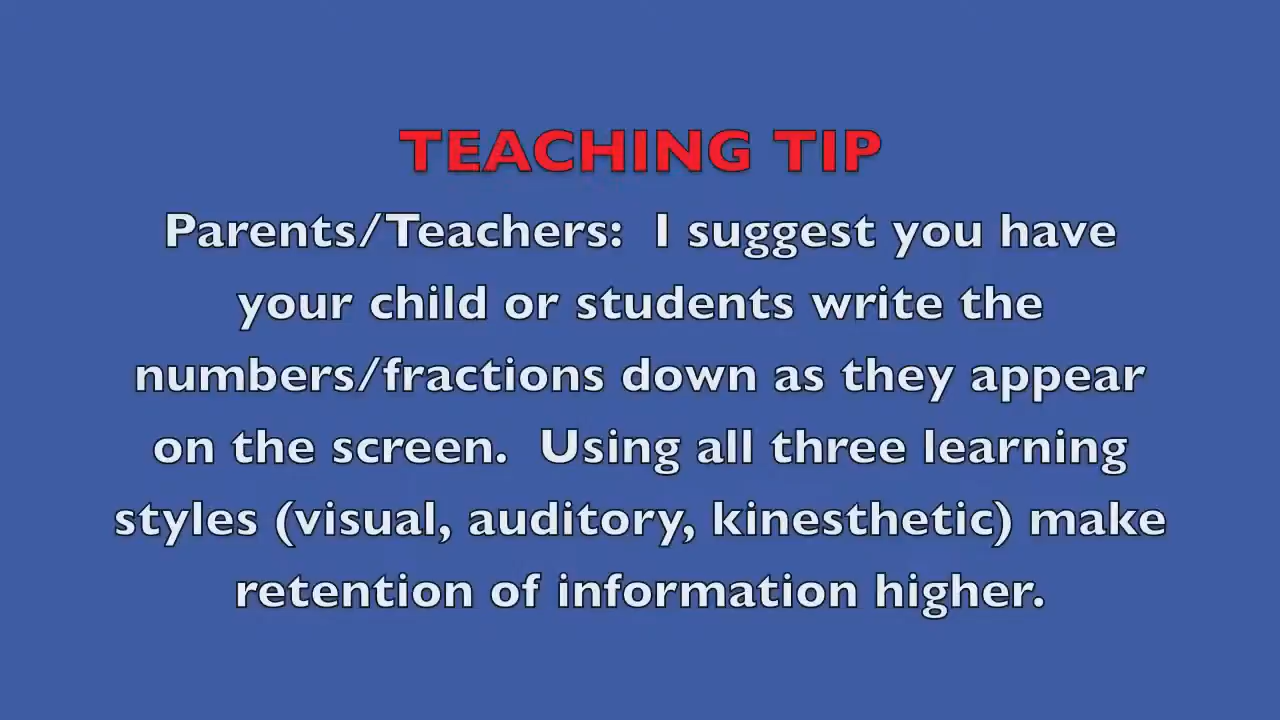 TEACHING TIP
Parents/Teachers:  I suggest you have
your child or students write the
numbers/fractions down as they appear
on the screen.  Using all three learning
styles (visual, auditory, kinesthetic) make
retention of information higher.